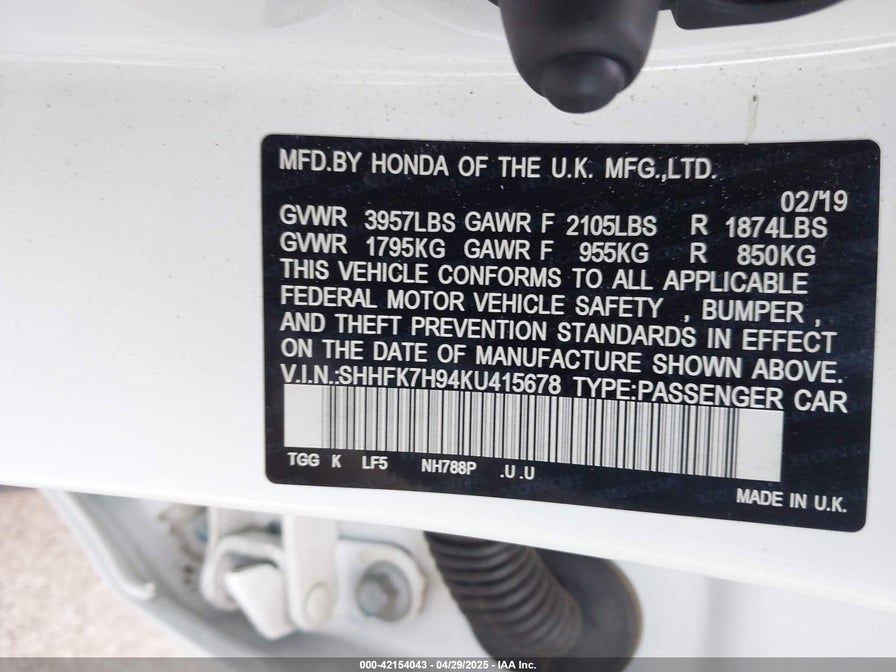 MFD.BY HONDA OF THE U.K. MFG.,LTD.
02/'19
GVWR 3957LBS GAWR F 2105LBS R 1874LBS
GVWR 1795KG GAWR F 955KG R 850KG
THIS VEHICLE CONFORMS TO ALL APPLICABLE
FEDERAL MOTOR VEHICLE SAFETY , BUMPER ,
AND THEFT PREVENTION STANDARDS IN EFFECT
ON THE DATE OF MANUFACTURE SHOWN ABOVE.
V.I.N.:SHHFK7H94KU415678 TYPE:PASSENGER CAR
TGG K LF5 NH788P .U .U
MADE IN U.K.
000-42154043 - 04/29/2025 - IAA Inc.